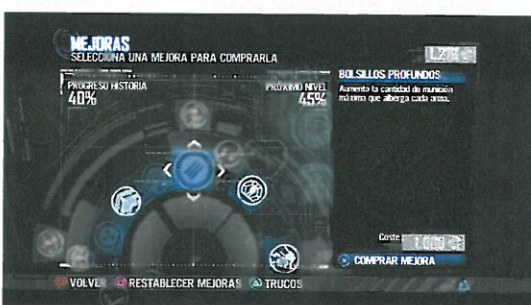 MEJORAS
SELECCIONA UNA MEJORA PARA COMPRARLA
PROGRESO HISTORIA
40%
PRÓXIMO NIVEL
45%
BOLSILLOS PROFUNDOS
Aumenta la cantidad de munición
máxima que alberga cada arma.
Coste
COMPRAR MEJORA
VOLVER
RESTABLECER MEJORAS
TRUCOS